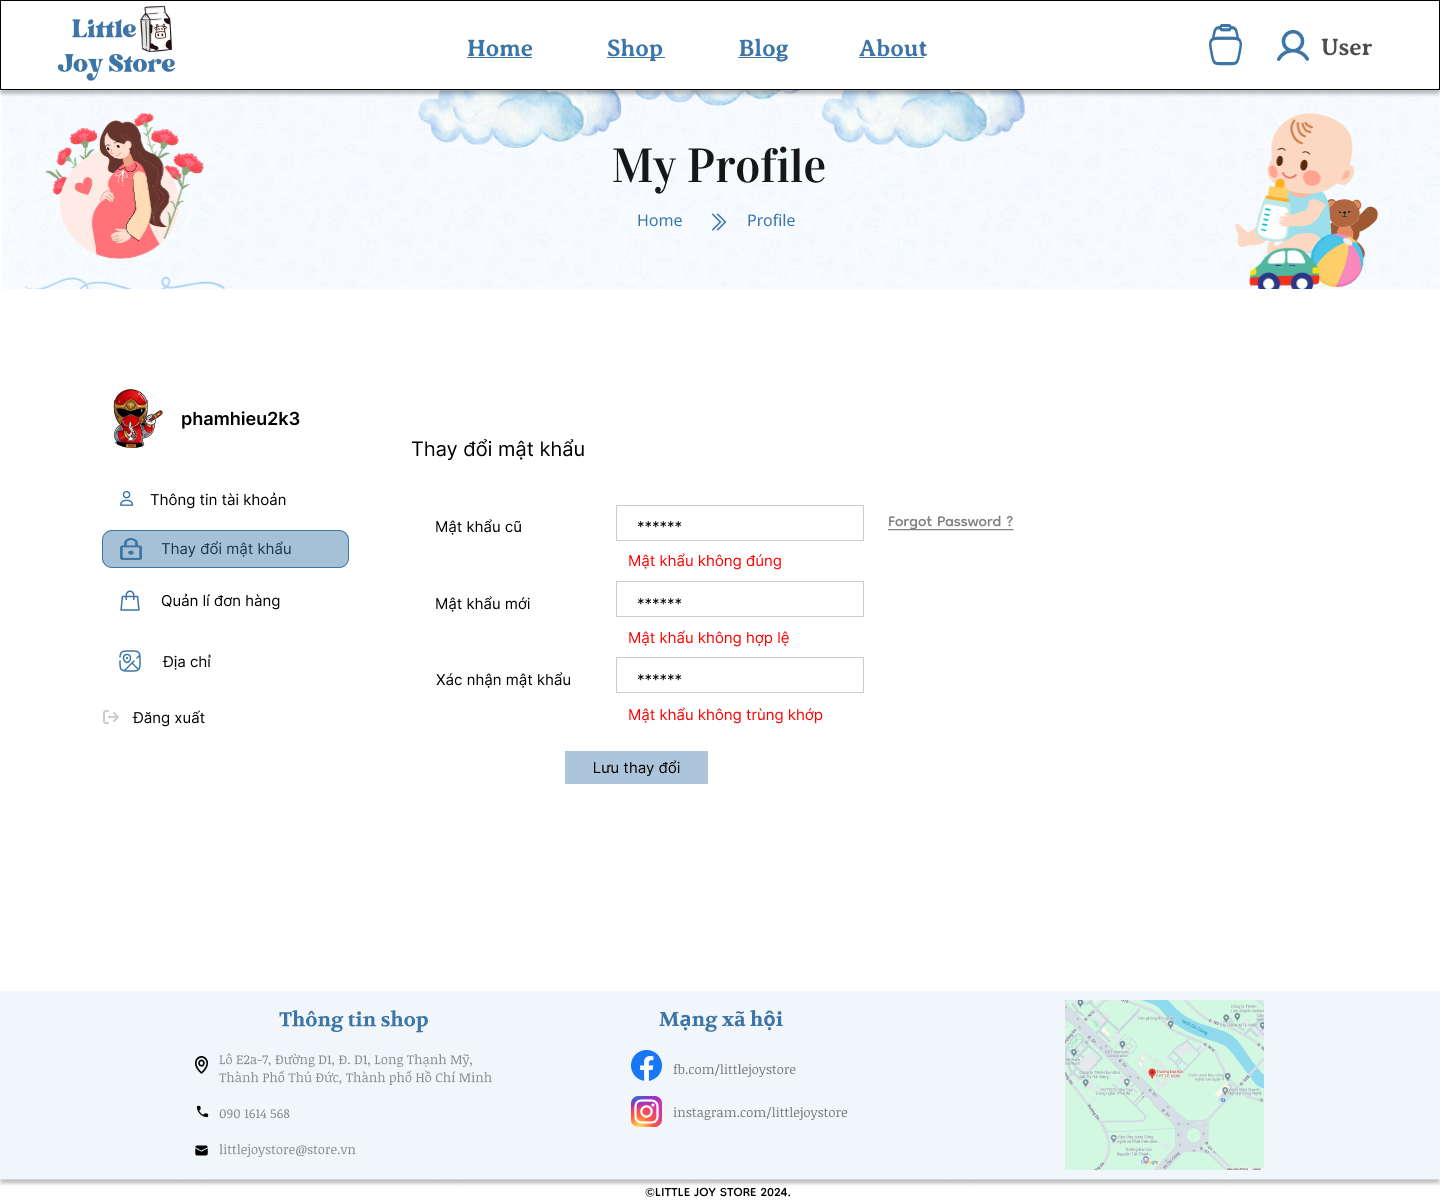 Little
Joy Store
Home
Shop
Blog
About
User
My Profile
Home
Profile
phamhieu2k3
Thông tin tài khoản
Thay đổi mật khẩu
Quản lí đơn hàng
Địa chỉ
Đăng xuất
Thay đổi mật khẩu
Mật khẩu cũ
******
Forgot Password ?
Mật khẩu không đúng
Mật khẩu mới
******
Mật khẩu không hợp lệ
Xác nhận mật khẩu
******
Mật khẩu không trùng khớp
Lưu thay đổi
Thông tin shop
Lô E2a-7, Đường D1, Đ. D1, Long Thạnh Mỹ,
Thành Phố Thủ Đức, Thành phố Hồ Chí Minh
090 1614 568
littlejoystore@store.vn
Mạng xã hội
fb.com/littlejoystore
instagram.com/littlejoystore
©LITTLE JOY STORE 2024.